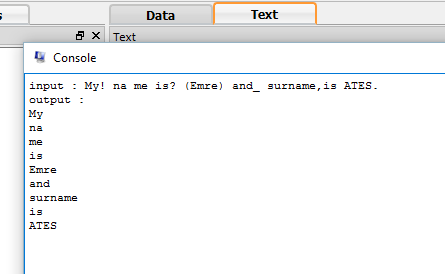 s
Data
Text
Text
Console
input : My! na me is? (Emre) and_ surname,is ATES.
output :
My
na
me
is
Emre
and
surname
is
ATES